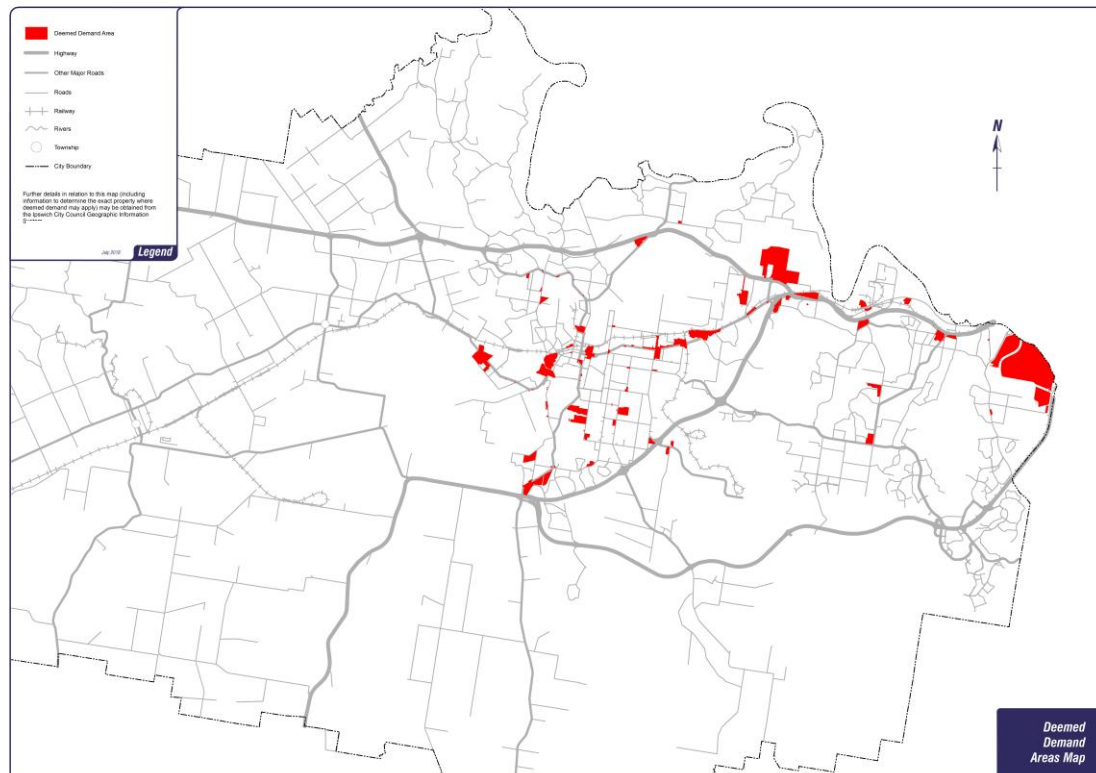 Deemed Demand Area
Highway
Other Major Roads
Roads
Railway
Rivers
Township
City Boundary
Further details in relation to this map (including
information to determine the exact property where
deemed demand may apply) may be obtained from
the Ipswich City Council Geographic Information
Legend
N
Deemed
Demand
Areas Map